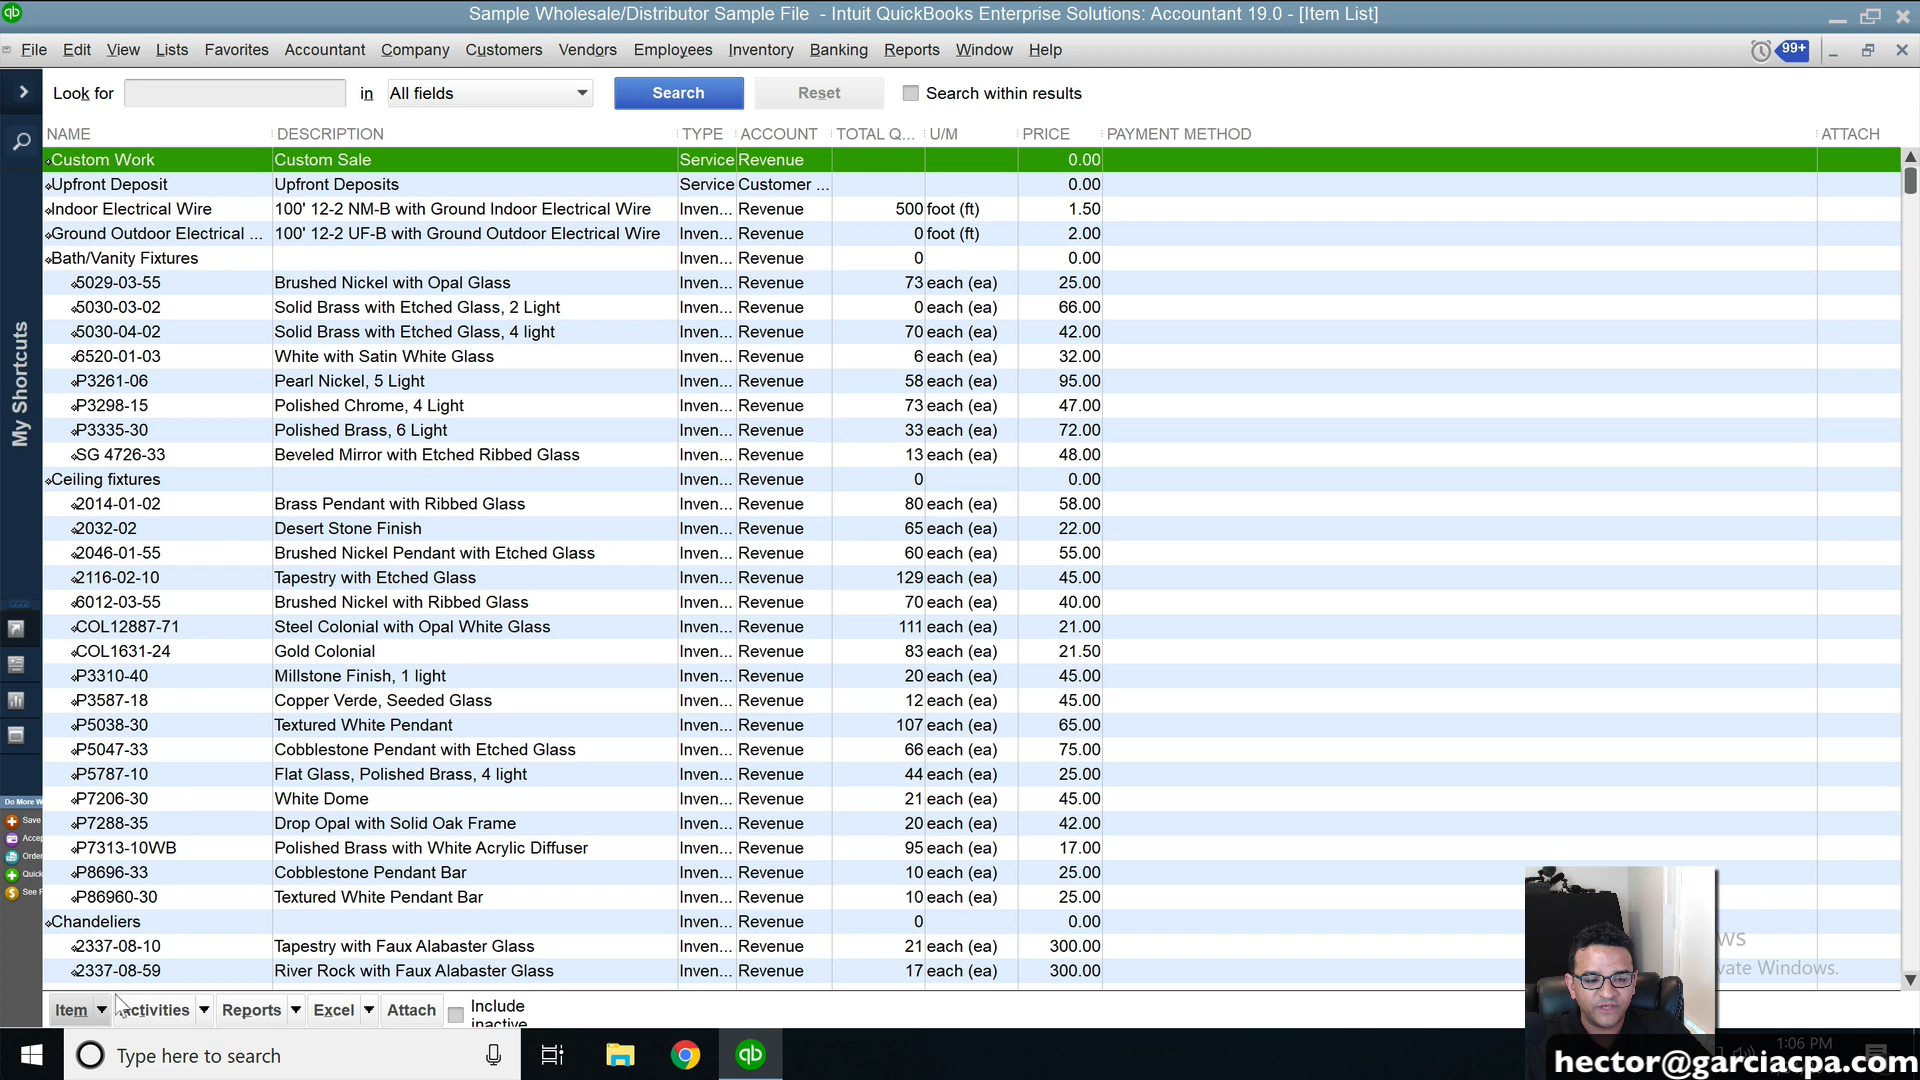 Sample Wholesale/Distributor Sample File - Intuit QuickBooks Enterprise Solutions: Accountant 19.0 - [Item List]
File Edit View Lists Favorites Accountant Company Customers Vendors Employees Inventory Banking Reports Window Help 99+
Look for in All fields Search Reset Search within results
NAME DESCRIPTION TYPE ACCOUNT TOTAL Q... U/M PRICE PAYMENT METHOD ATTACH
Custom Work Custom Sale Service Revenue 0.00
Upfront Deposit Upfront Deposits Service Customer ... 0.00
Indoor Electrical Wire 100' 12-2 NM-B with Ground Indoor Electrical Wire Inven... Revenue 500 foot (ft) 1.50
Ground Outdoor Electrical ... 100' 12-2 UF-B with Ground Outdoor Electrical Wire Inven... Revenue 0 foot (ft) 2.00
Bath/Vanity Fixtures Inven... Revenue 0 0.00
5029-03-55 Brushed Nickel with Opal Glass Inven... Revenue 73 each (ea) 25.00
5030-03-02 Solid Brass with Etched Glass, 2 Light Inven... Revenue 0 each (ea) 66.00
5030-04-02 Solid Brass with Etched Glass, 4 light Inven... Revenue 70 each (ea) 42.00
6520-01-03 White with Satin White Glass Inven... Revenue 6 each (ea) 32.00
P3261-06 Pearl Nickel, 5 Light Inven... Revenue 58 each (ea) 95.00
P3298-15 Polished Chrome, 4 Light Inven... Revenue 73 each (ea) 47.00
P3335-30 Polished Brass, 6 Light Inven... Revenue 33 each (ea) 72.00
SG 4726-33 Beveled Mirror with Etched Ribbed Glass Inven... Revenue 13 each (ea) 48.00
Ceiling fixtures Inven... Revenue 0 0.00
2014-01-02 Brass Pendant with Ribbed Glass Inven... Revenue 80 each (ea) 58.00
2032-02 Desert Stone Finish Inven... Revenue 65 each (ea) 22.00
2046-01-55 Brushed Nickel Pendant with Etched Glass Inven... Revenue 60 each (ea) 55.00
2116-02-10 Tapestry with Etched Glass Inven... Revenue 129 each (ea) 45.00
6012-03-55 Brushed Nickel with Ribbed Glass Inven... Revenue 70 each (ea) 40.00
COL12887-71 Steel Colonial with Opal White Glass Inven... Revenue 111 each (ea) 21.00
COL1631-24 Gold Colonial Inven... Revenue 83 each (ea) 21.50
P3310-40 Millstone Finish, 1 light Inven... Revenue 20 each (ea) 45.00
P3587-18 Copper Verde, Seeded Glass Inven... Revenue 12 each (ea) 45.00
P5038-30 Textured White Pendant Inven... Revenue 107 each (ea) 65.00
P5047-33 Cobblestone Pendant with Etched Glass Inven... Revenue 66 each (ea) 75.00
P5787-10 Flat Glass, Polished Brass, 4 light Inven... Revenue 44 each (ea) 25.00
P7206-30 White Dome Inven... Revenue 21 each (ea) 45.00
P7288-35 Drop Opal with Solid Oak Frame Inven... Revenue 20 each (ea) 42.00
P7313-10WB Polished Brass with White Acrylic Diffuser Inven... Revenue 95 each (ea) 17.00
P8696-33 Cobblestone Pendant Bar Inven... Revenue 10 each (ea) 25.00
P86960-30 Textured White Pendant Bar Inven... Revenue 10 each (ea) 25.00
Chandeliers Inven... Revenue 0 0.00
2337-08-10 Tapestry with Faux Alabaster Glass Inven... Revenue 21 each (ea) 300.00
2337-08-59 River Rock with Faux Alabaster Glass Inven... Revenue 17 each (ea) 300.00
My Shortcuts
Do More W
Save
Accep
Order
Quick
See F
Item Activities Reports Excel Attach Include inactive
Type here to search
vate Windows.
1:06 PM
hector@garciacpa.com